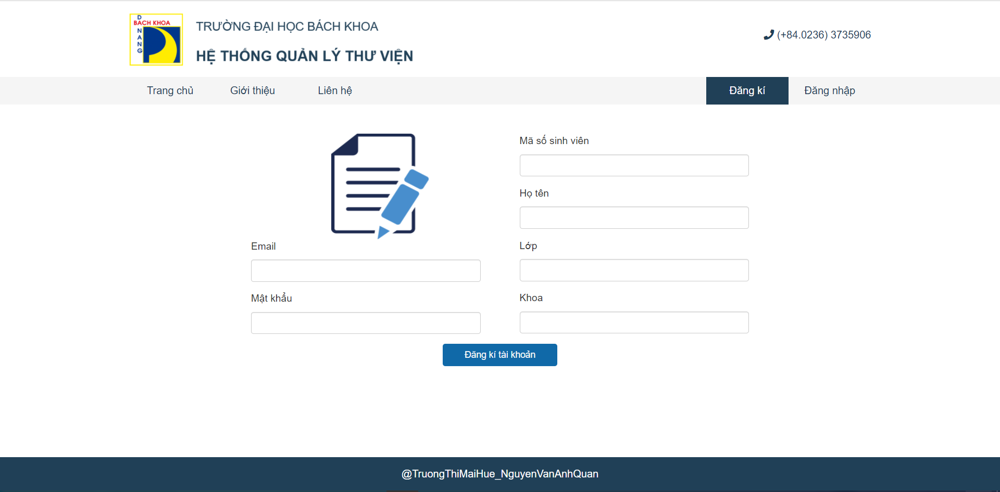 DANANG
BÁCH KHOA
TRƯỜNG ĐẠI HỌC BÁCH KHOA
HỆ THỐNG QUẢN LÝ THƯ VIỆN
(+84.0236) 3735906
Trang chủ
Giới thiệu
Liên hệ
Đăng kí
Đăng nhập
Mã số sinh viên
Họ tên
Email
Lớp
Mật khẩu
Khoa
Đăng kí tài khoản
@TruongThiMaiHue_NguyenVanAnhQuan